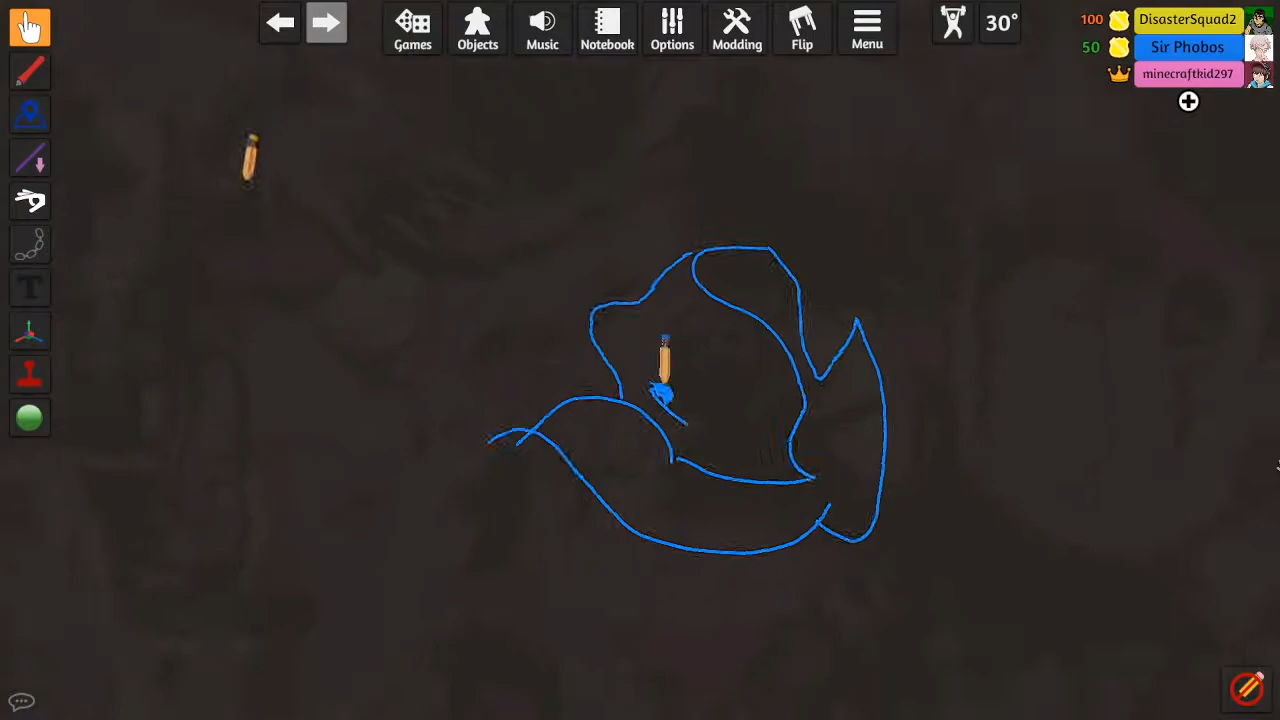 Games
Objects
Music
Notebook
Options
Modding
Flip
Menu
30°
100 DisasterSquad2
50 Sir Phobos
minecraftkid297
T